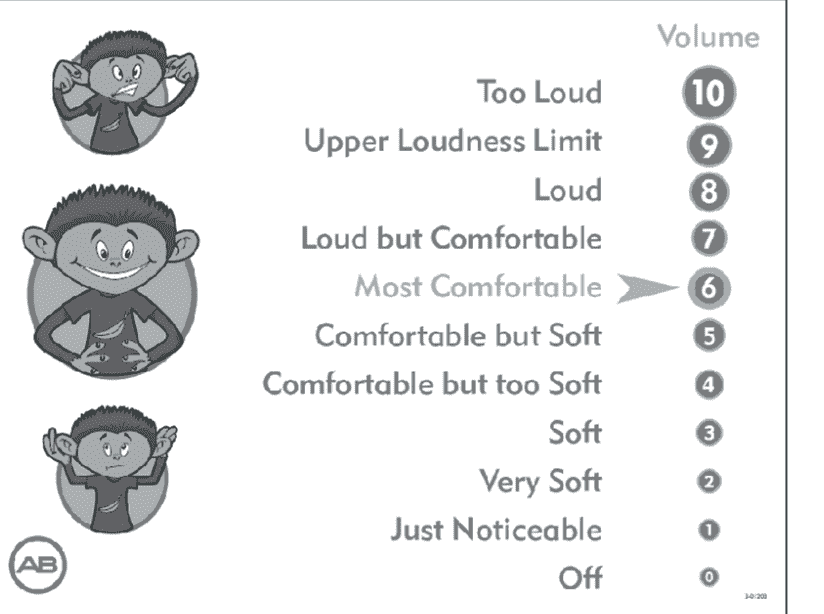 Volume
Too Loud 10
Upper Loudness Limit 9
Loud 8
Loud but Comfortable 7
Most Comfortable 6
Comfortable but Soft 5
Comfortable but too Soft 4
Soft 3
Very Soft 2
Just Noticeable 1
Off 0
AB